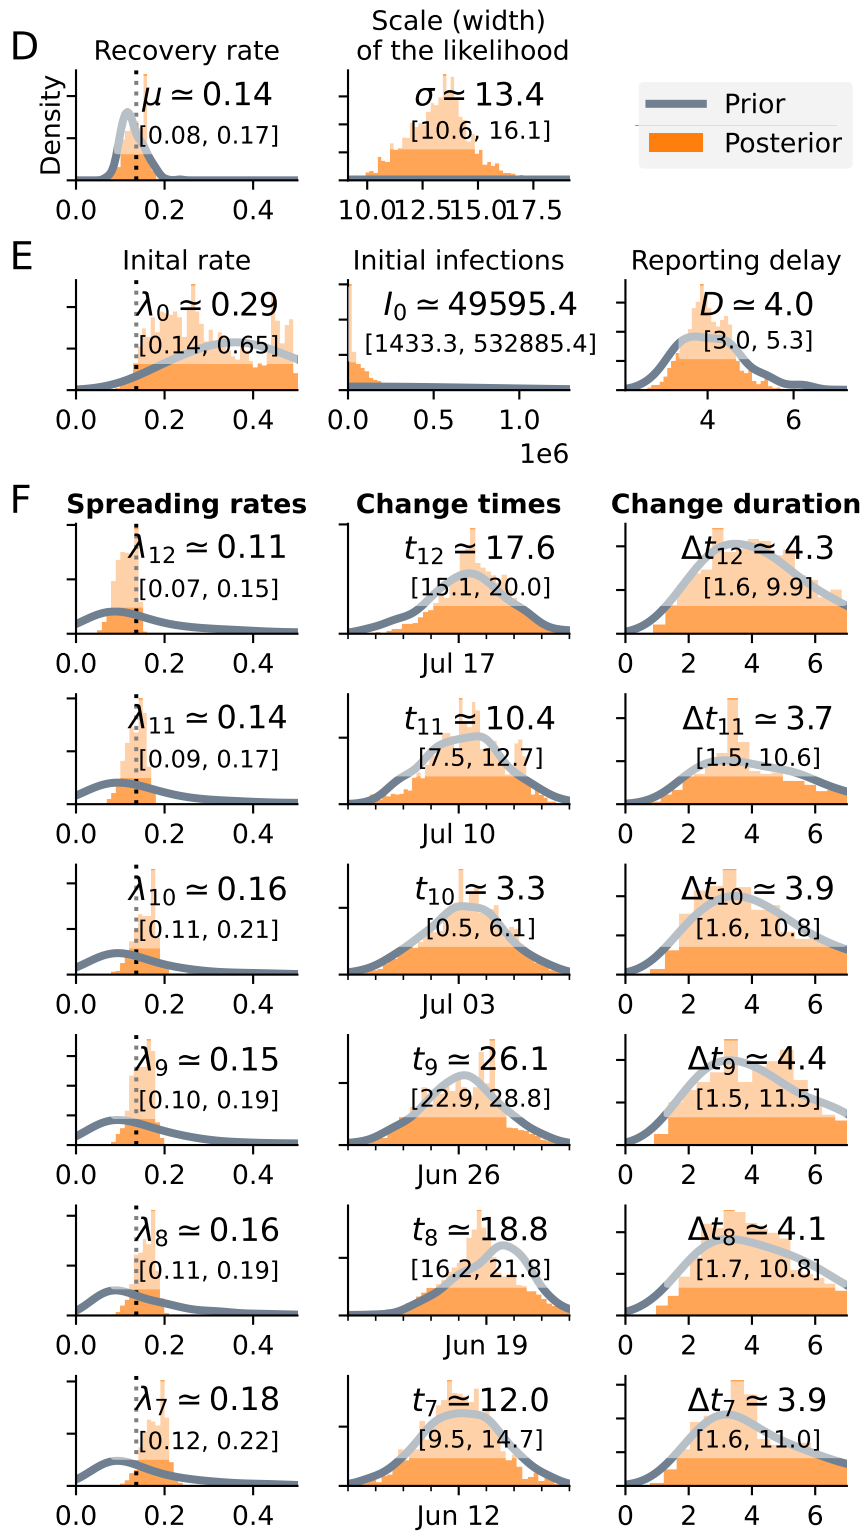 D
Recovery rate
Scale (width)
of the likelihood
Density
μ ≃ 0.14
[0.08, 0.17]
0.0 0.2 0.4
σ ≃ 13.4
[10.6, 16.1]
10.0 12.5 15.0 17.5
Prior
Posterior
E
Inital rate
λ0 ≃ 0.29
[0.14, 0.65]
0.0 0.2 0.4
Initial infections
I0 ≃ 49595.4
[1433.3, 532885.4]
0.0 0.5 1.0
1e6
Reporting delay
D ≃ 4.0
[3.0, 5.3]
4 6
F
Spreading rates
Change times
Change duration
λ12 ≃ 0.11
[0.07, 0.15]
0.0 0.2 0.4
t12 ≃ 17.6
[15.1, 20.0]
Jul 17
Δt12 ≃ 4.3
[1.6, 9.9]
0 2 4 6
λ11 ≃ 0.14
[0.09, 0.17]
0.0 0.2 0.4
t11 ≃ 10.4
[7.5, 12.7]
Jul 10
Δt11 ≃ 3.7
[1.5, 10.6]
0 2 4 6
λ10 ≃ 0.16
[0.11, 0.21]
0.0 0.2 0.4
t10 ≃ 3.3
[0.5, 6.1]
Jul 03
Δt10 ≃ 3.9
[1.6, 10.8]
0 2 4 6
λ9 ≃ 0.15
[0.10, 0.19]
0.0 0.2 0.4
t9 ≃ 26.1
[22.9, 28.8]
Jun 26
Δt9 ≃ 4.4
[1.5, 11.5]
0 2 4 6
λ8 ≃ 0.16
[0.11, 0.19]
0.0 0.2 0.4
t8 ≃ 18.8
[16.2, 21.8]
Jun 19
Δt8 ≃ 4.1
[1.7, 10.8]
0 2 4 6
λ7 ≃ 0.18
[0.12, 0.22]
0.0 0.2 0.4
t7 ≃ 12.0
[9.5, 14.7]
Jun 12
Δt7 ≃ 3.9
[1.6, 11.0]
0 2 4 6